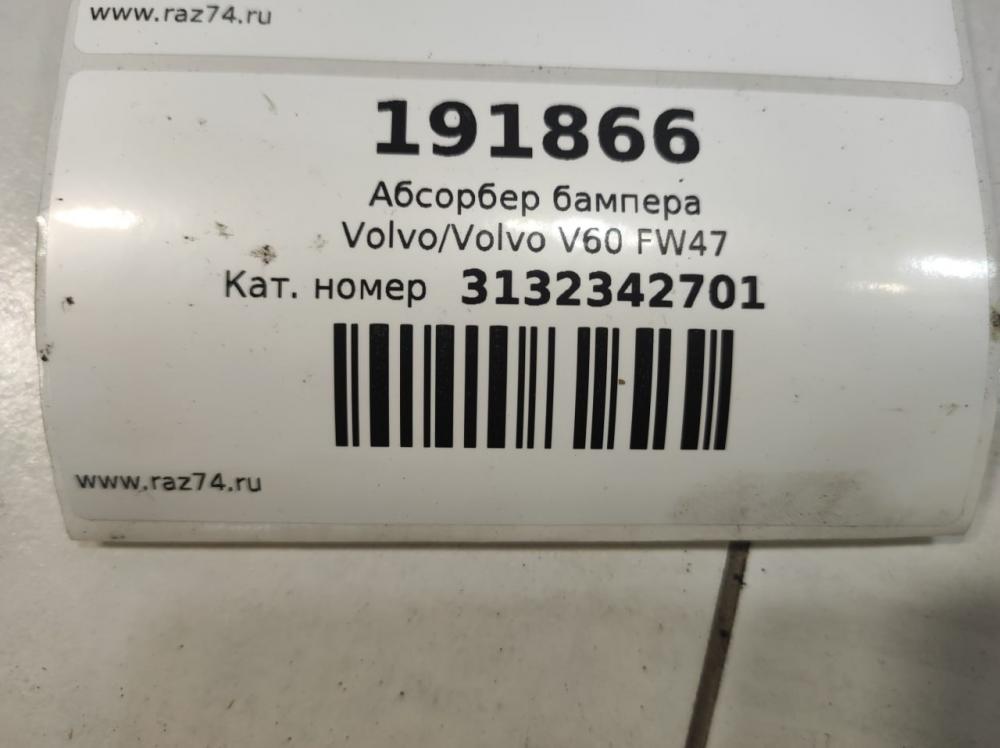 www.raz74.ru
191866
Абсорбер бампера
Volvo/Volvo V60 FW47
Кат. номер 3132342701
www.raz74.ru